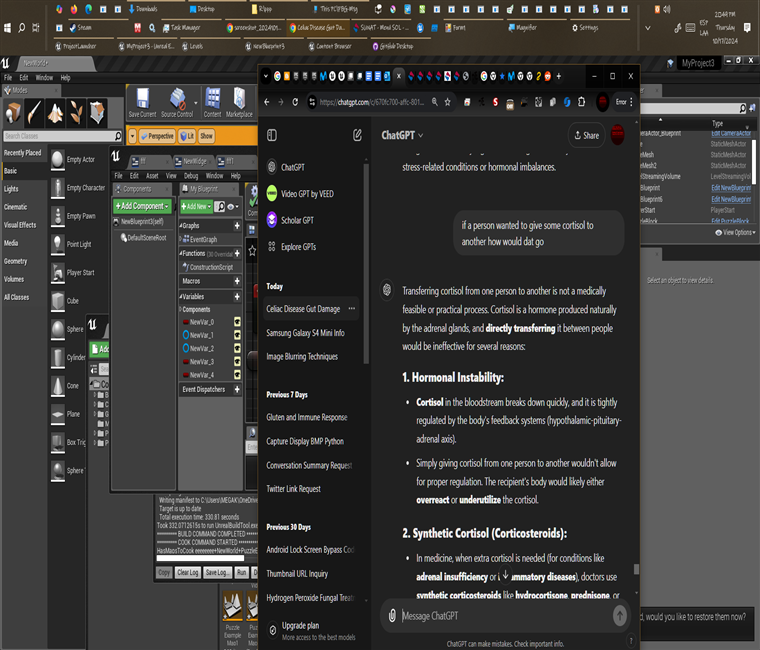 Downloads
Desktop
Rippy
Steam
Task Manager
screenshot_2024101
Celiac Disease Gut Dam
Forms
Magnifier
Settings
ESP
LAA
2:04 PM
Thursday
10/17/2024
ProjectLauncher
MyProject3 - Unreal E
Levels
newBlueprint3
Content Browser
GitHub Desktop
NewWorld+
MyProject3
File Edit Window Help
Modes
Search Classes
Recently Placed
Basic
Lights
Cinematic
Visual Effects
Media
Geometry
Volumes
All Classes
Empty Actor
Empty Character
Empty Pawn
Point Light
Player Start
Cube
Sphere
Cylinder
Cone
Plane
Box Trig
Sphere
Save Current
Source Control
Content
Marketplace
Perspective
Lit
Show
fff
NewWidge
fff1
File Edit Asset View Debug Window Help
Components
My Blueprint
+ Add Component
+ Add New
NewBlueprint3(self)
DefaultSceneRoot
Graphs
EventGraph
Functions
ConstructionScript
Macros
Variables
Components
NewVar_0
NewVar_1
NewVar_2
NewVar_3
NewVar_4
Event Dispatchers
Writing manifest to C:\Users\MEGAK\OneDrive
Target is up to date
Total execution time: 330.81 seconds
Took 332.0712615s to run UnrealBuildTool.exe
======== BUILD COMMAND COMPLETED
======== COOK COMMAND STARTED
Copy
Clear Log
Save Log...
Run
Puzzle
Example
Map1
https://chatgpt.com/c/670fc700-affc-801...
Error
ChatGPT
Share
ChatGPT
Video GPT by VEED
Scholar GPT
Explore GPTs
Today
Celiac Disease Gut Damage
Samsung Galaxy S4 Mini Info
Image Blurring Techniques
Previous 7 Days
Gluten and Immune Response
Capture Display BMP Python
Conversation Summary Request
Twitter Link Request
Previous 30 Days
Android Lock Screen Bypass Co
Thumbnail URL Inquiry
Hydrogen Peroxide Fungal Treat
Upgrade plan
More access to the best models
stress-related conditions or hormonal imbalances.
if a person wanted to give some cortisol to
another how would dat go
Transferring cortisol from one person to another is not a medically
feasible or practical process. Cortisol is a hormone produced naturally
by the adrenal glands, and directly transferring it between people
would be ineffective for several reasons:
1. Hormonal Instability:
• Cortisol in the bloodstream breaks down quickly, and it is tightly
regulated by the body's feedback systems (hypothalamic-pituitary-
adrenal axis).
• Simply giving cortisol from one person to another wouldn't allow
for proper regulation. The recipient's body would likely either
overreact or underutilize the cortisol.
2. Synthetic Cortisol (Corticosteroids):
• In medicine, when extra cortisol is needed (for conditions like
adrenal insufficiency or mmatory diseases), doctors use
synthetic corticosteroids like hydrocortisone, prednisone, or
Message ChatGPT
ChatGPT can make mistakes. Check important info.
Type
Edit CameraActor
StaticMeshActor
StaticMeshActor
LevelStreamingVol
Edit NewBlueprint
Edit NewBlueprint
PlayerStart
Edit PuzzleBlock
View Options
Select an object to view details.
d, would you like to restore them now?